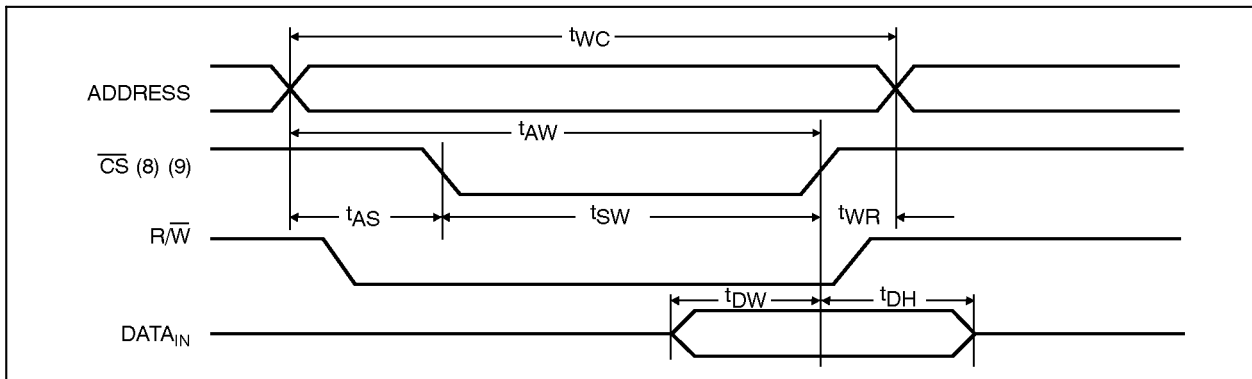 tWC
ADDRESS
tAW
CS (8) (9)
tAS
tSW
tWR
R/W
tDW
tDH
DATAIN